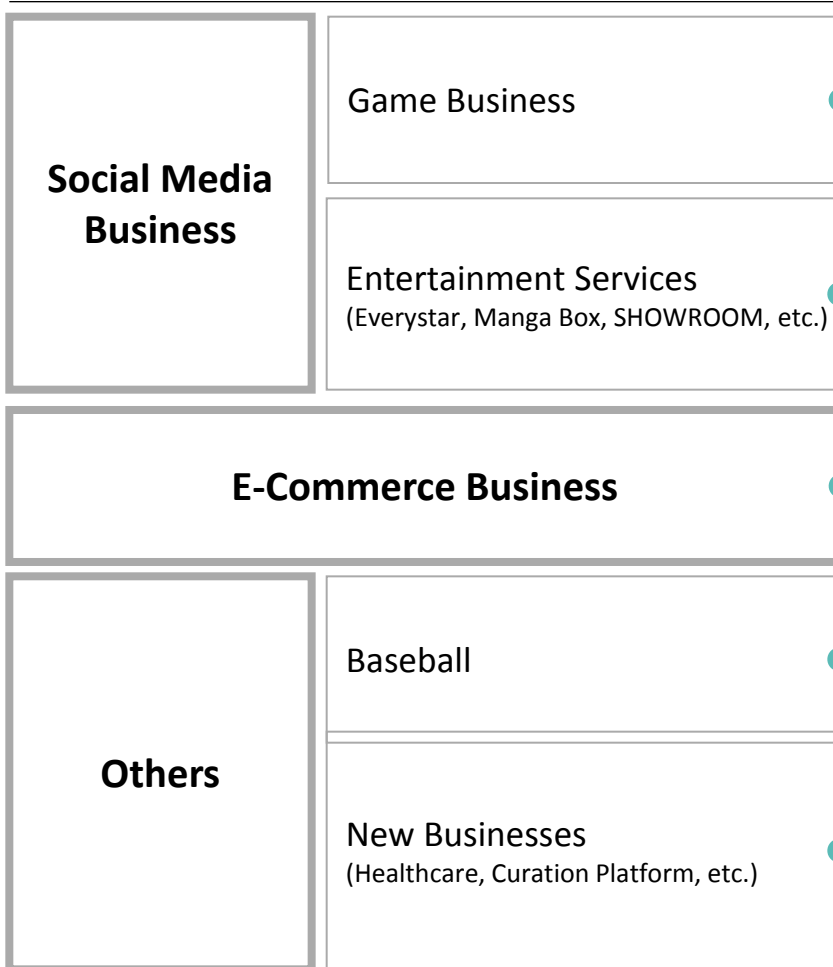 Social Media
Business
Game Business
Entertainment Services
(Everystar, Manga Box, SHOWROOM, etc.)
E-Commerce Business
Others
Baseball
New Businesses
(Healthcare, Curation Platform, etc.)